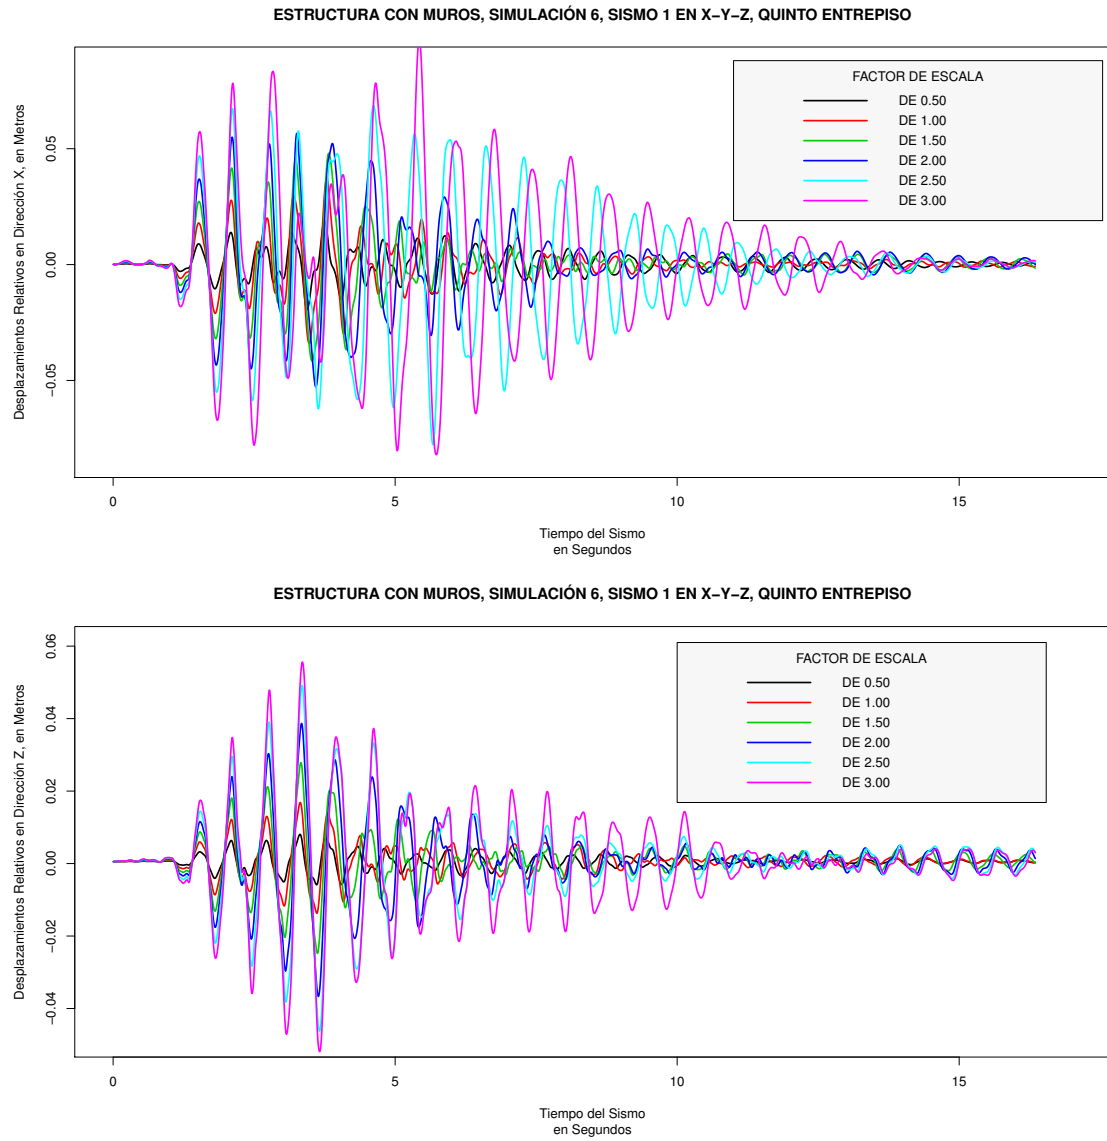 ESTRUCTURA CON MUROS, SIMULACIÓN 6, SISMO 1 EN X−Y−Z, QUINTO ENTREPISO
Desplazamientos Relativos en Dirección X, en Metros
0.05
0.00
−0.05
FACTOR DE ESCALA
DE 0.50
DE 1.00
DE 1.50
DE 2.00
DE 2.50
DE 3.00
0 5 10 15
Tiempo del Sismo
en Segundos
ESTRUCTURA CON MUROS, SIMULACIÓN 6, SISMO 1 EN X−Y−Z, QUINTO ENTREPISO
Desplazamientos Relativos en Dirección Z, en Metros
0.06
0.04
0.02
0.00
−0.02
−0.04
FACTOR DE ESCALA
DE 0.50
DE 1.00
DE 1.50
DE 2.00
DE 2.50
DE 3.00
0 5 10 15
Tiempo del Sismo
en Segundos